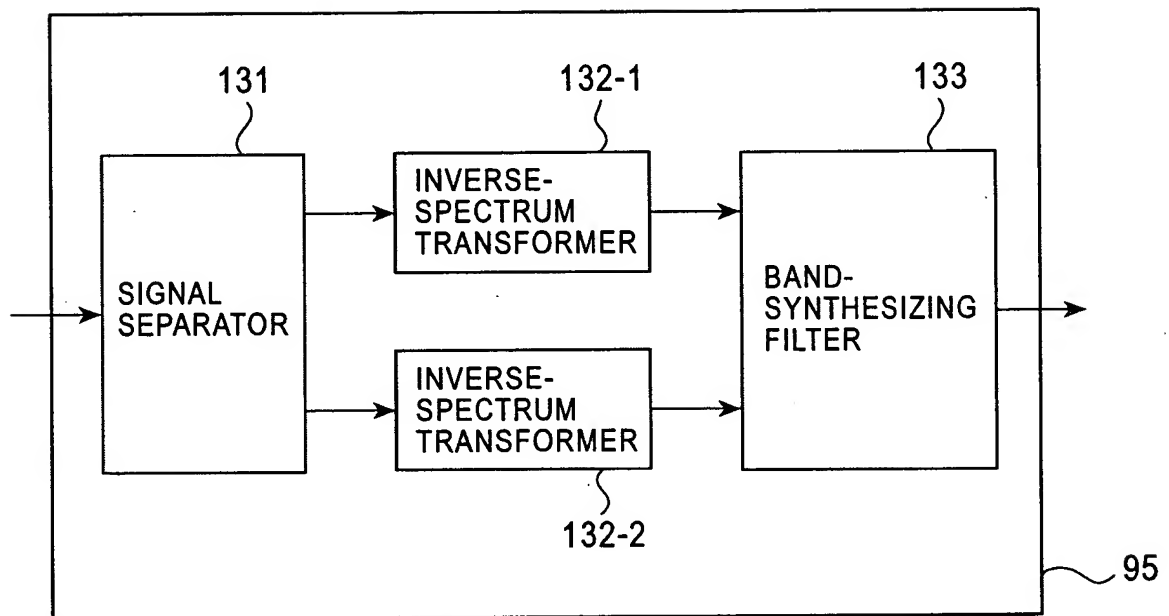 131
132-1
133
SIGNAL
SEPARATOR
INVERSE-
SPECTRUM
TRANSFORMER
INVERSE-
SPECTRUM
TRANSFORMER
BAND-
SYNTHESIZING
FILTER
132-2
95